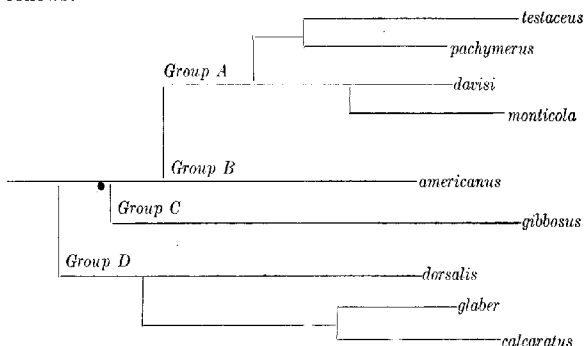 testaceus
pachymerus
Group A
davisi
monticola
Group B
americanus
Group C
gibbosus
Group D
dorsalis
glaber
calcaratus